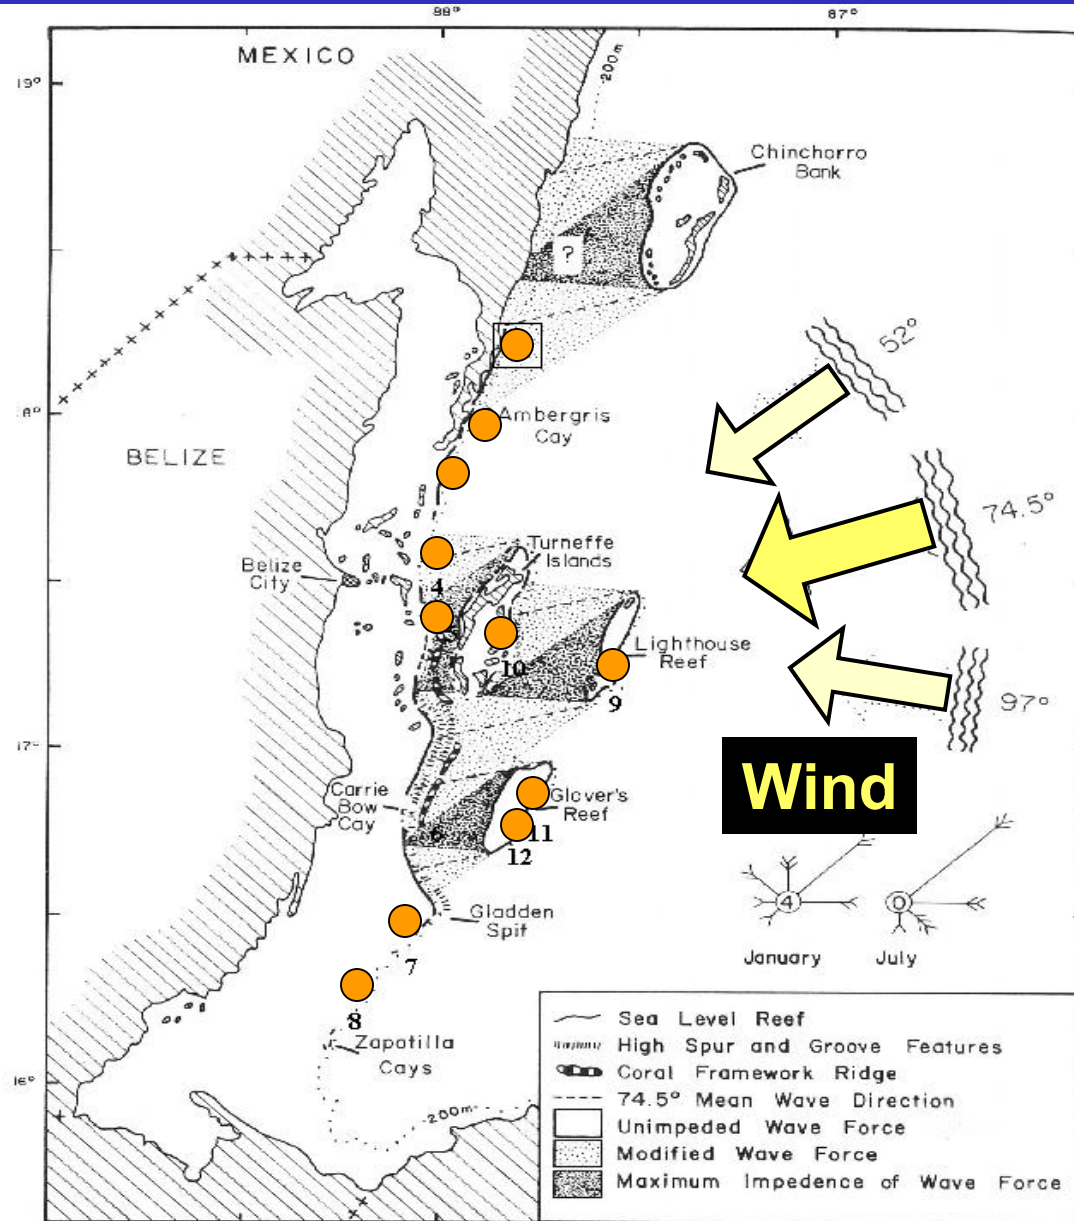 88°
87°
MEXICO
200m
19°
Chinchorro
Bank
?
52°
8°
Ambergris
Cay
BELIZE
74.5°
Turneffe
Islands
Belize
City
4
10
Lighthouse
Reef
9
97°
17°
Wind
Carrie
Bow
Cay
Glover's
Reef
6
11
12
Gladden
Spit
4
0
January
July
7
8
Zapatilla
Cays
16°
200m
Sea Level Reef
High Spur and Groove Features
Coral Framework Ridge
74.5° Mean Wave Direction
Unimpeded Wave Force
Modified Wave Force
Maximum Impedence of Wave Force